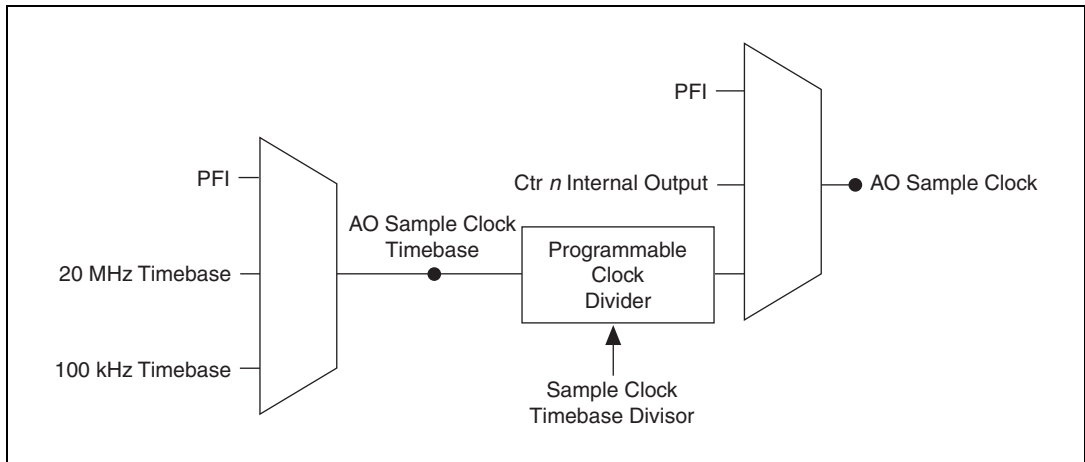 PFI
Ctr n Internal Output
AO Sample Clock
PFI
20 MHz Timebase
100 kHz Timebase
AO Sample Clock
Timebase
Programmable
Clock
Divider
Sample Clock
Timebase Divisor